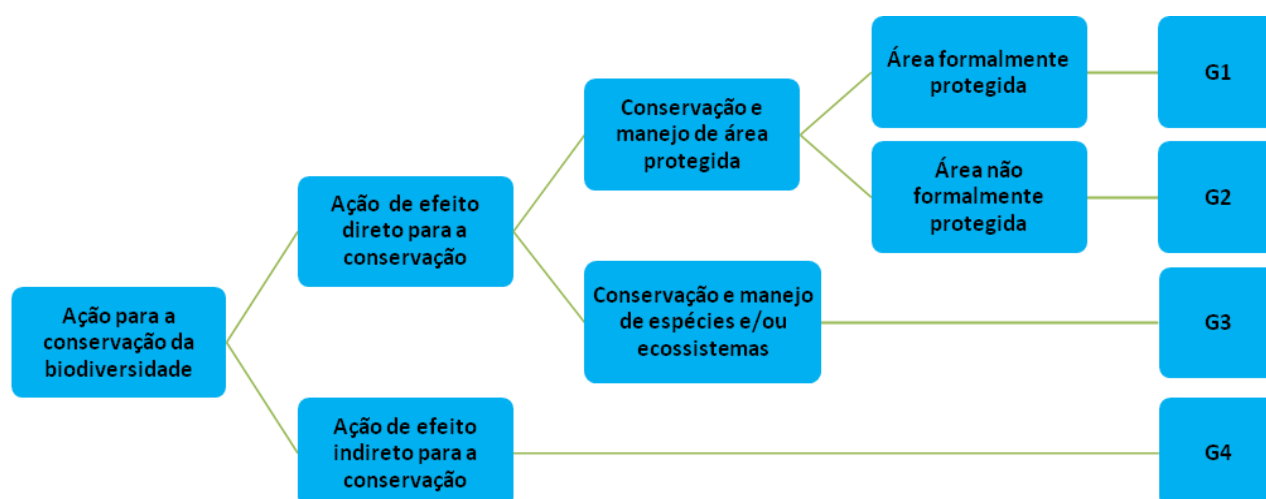 Área formalmente
protegida
G1
Conservação e
manejo de área
protegida
Área não
formalmente
protegida
G2
Ação de efeito
direto para a
conservação
Conservação e manejo
de espécies e/ou
ecossistemas
G3
Ação para a
conservação da
biodiversidade
Ação de efeito
indireto para a
conservação
G4